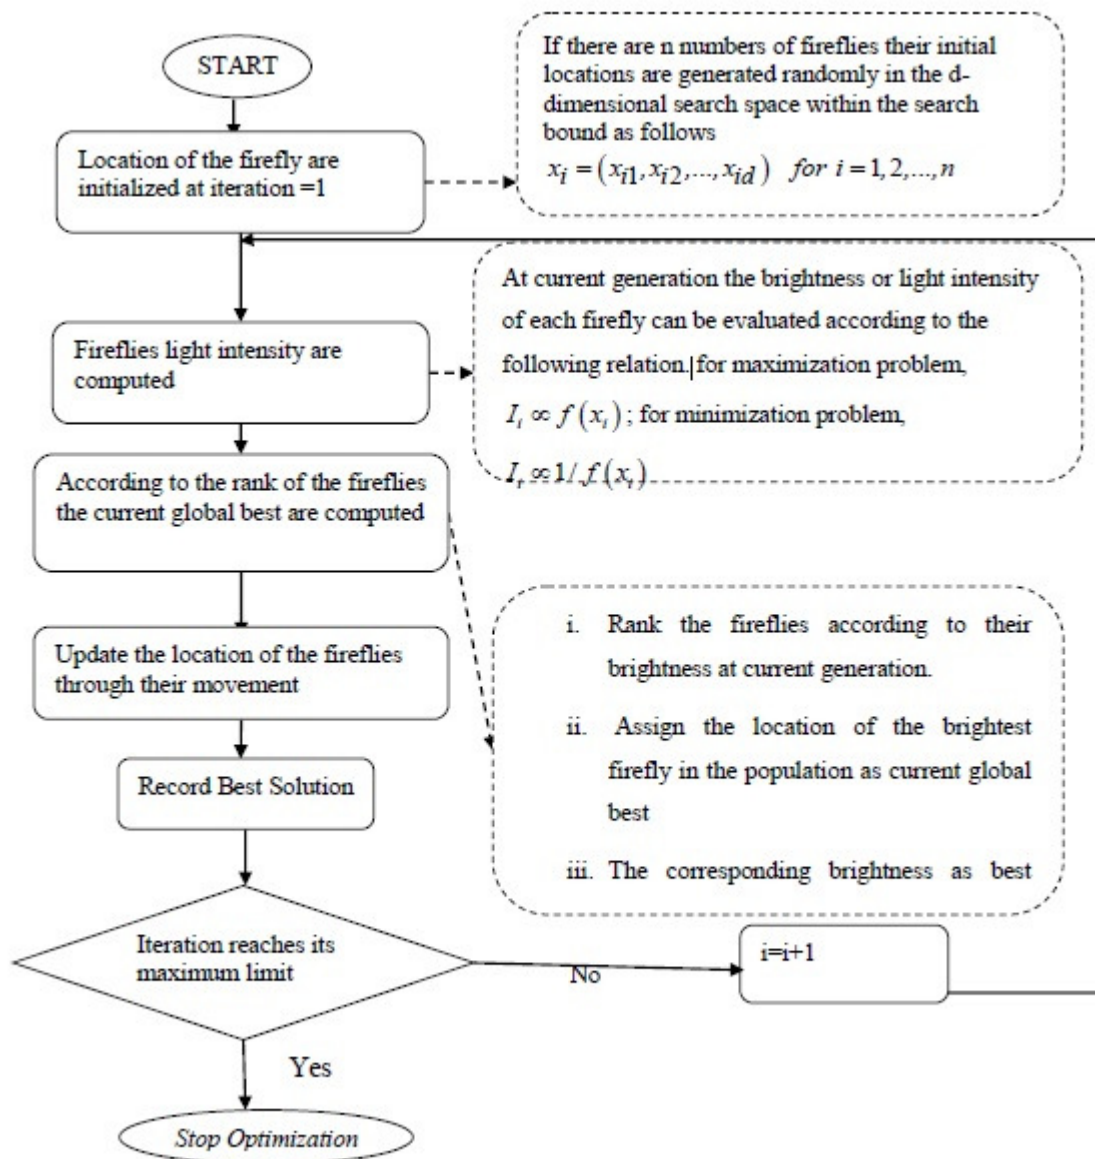 START
If there are n numbers of fireflies their initial
locations are generated randomly in the d-
dimensional search space within the search
bound as follows
x_i = (x_{i1}, x_{i2}, ..., x_{id}) for i = 1, 2, ..., n
Location of the firefly are
initialized at iteration =1
At current generation the brightness or light intensity
of each firefly can be evaluated according to the
following relation. for maximization problem,
I_i ∝ f(x_i) ; for minimization problem,
I_i ∝ 1/ f(x_i)
Fireflies light intensity are
computed
According to the rank of the fireflies
the current global best are computed
i. Rank the fireflies according to their
brightness at current generation.
ii. Assign the location of the brightest
firefly in the population as current global
best
iii. The corresponding brightness as best
Update the location of the fireflies
through their movement
Record Best Solution
Iteration reaches its
maximum limit
No
i=i+1
Yes
Stop Optimization